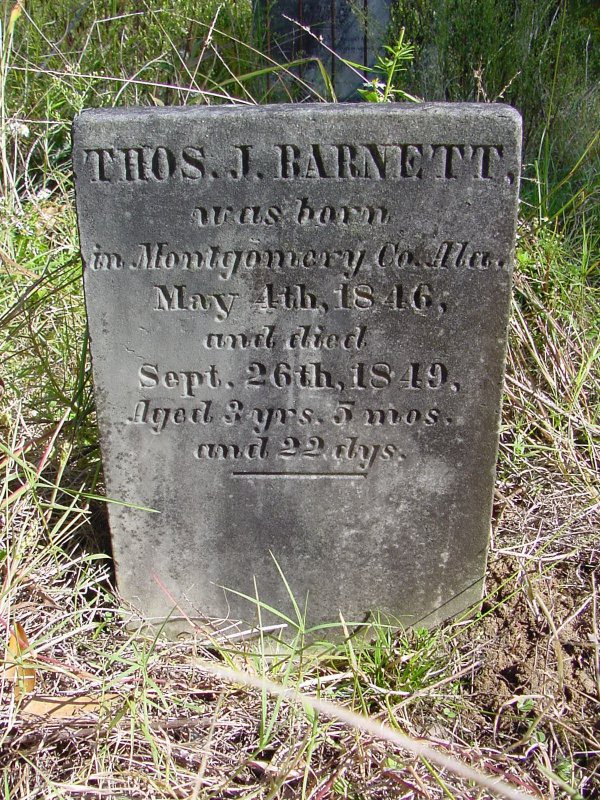 THOS. J. BARNETT,
was born
in Montgomery Co. Ala.
May 4th, 1846,
and died
Sept. 26th, 1849,
Aged 3 yrs. 5 mos.
and 22 dys.